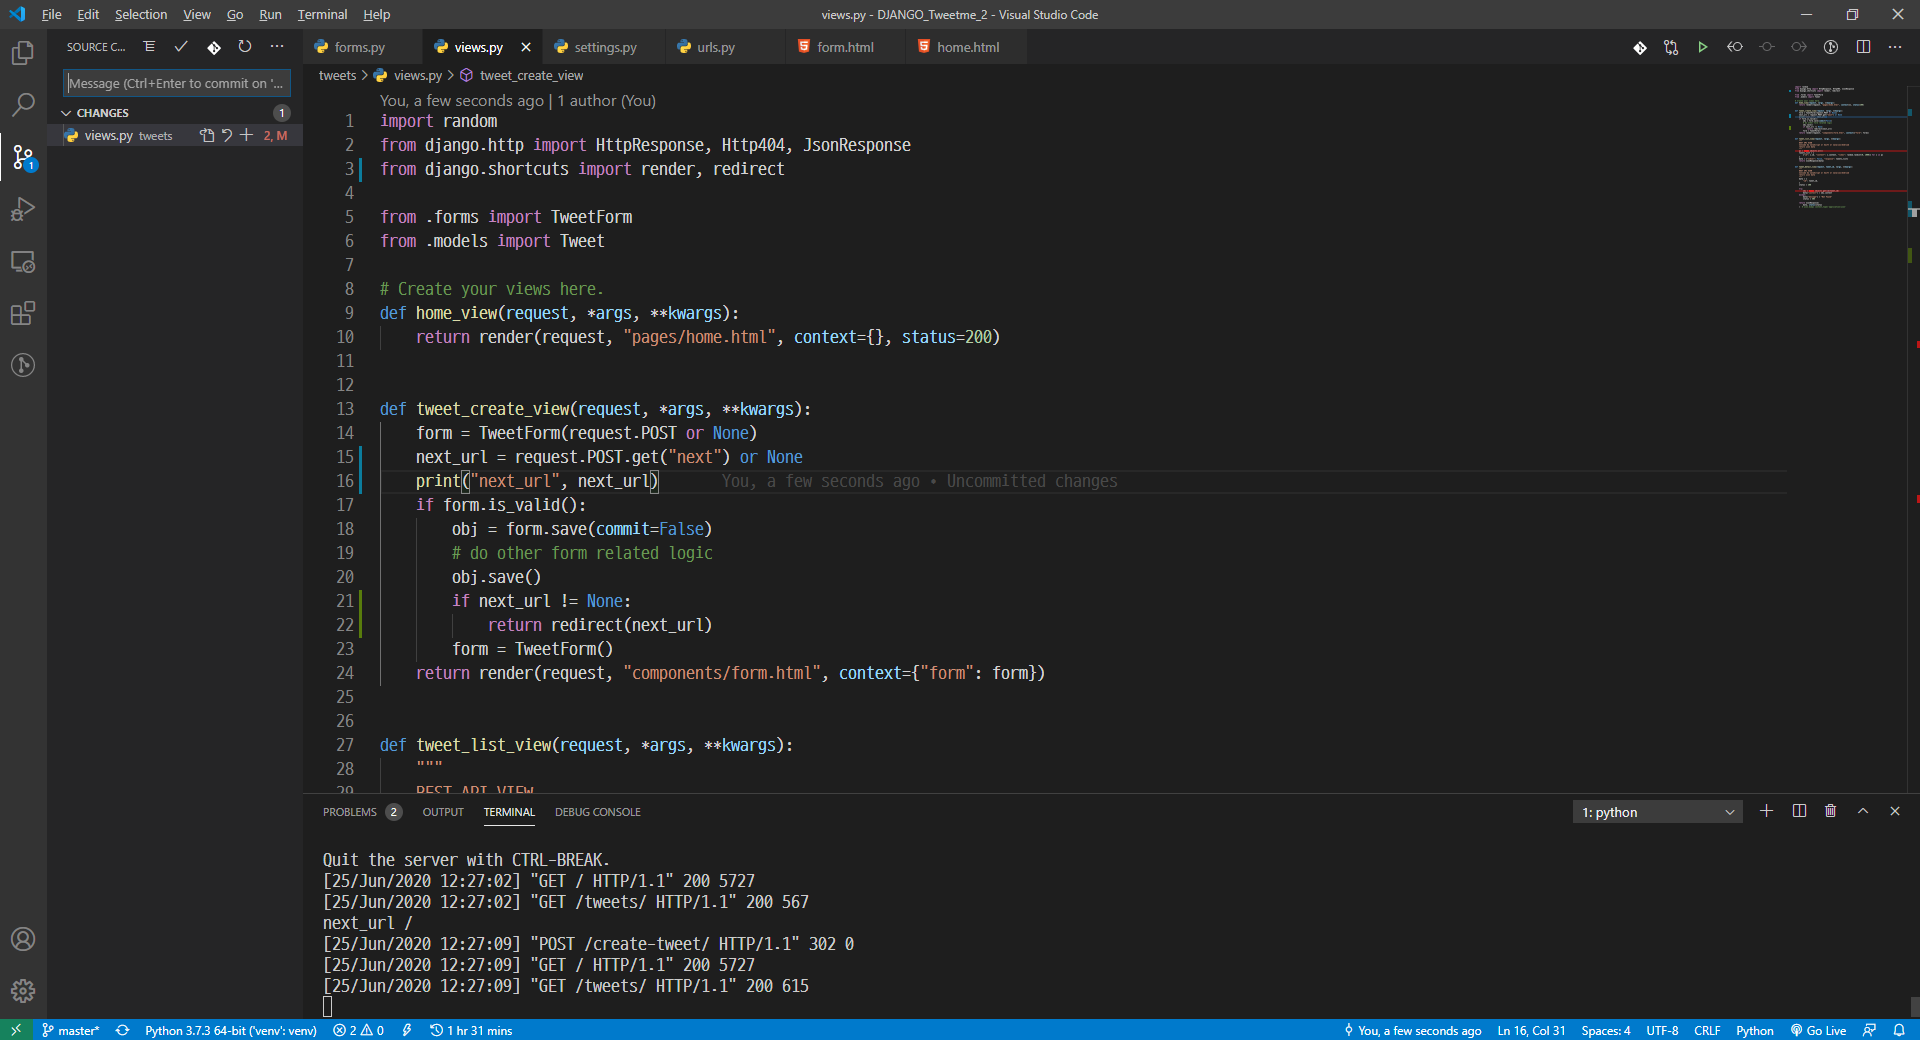 File Edit Selection View Go Run Terminal Help
views.py - DJANGO_Tweetme_2 - Visual Studio Code
SOURCE C...
forms.py
views.py
settings.py
urls.py
form.html
home.html
Message (Ctrl+Enter to commit on '...
CHANGES 1
views.py tweets 2, M
1
tweets > views.py > tweet_create_view
You, a few seconds ago | 1 author (You)
1 import random
2 from django.http import HttpResponse, Http404, JsonResponse
3 from django.shortcuts import render, redirect
4
5 from .forms import TweetForm
6 from .models import Tweet
7
8 # Create your views here.
9 def home_view(request, *args, **kwargs):
10 return render(request, "pages/home.html", context={}, status=200)
11
12
13 def tweet_create_view(request, *args, **kwargs):
14 form = TweetForm(request.POST or None)
15 next_url = request.POST.get("next") or None
16 print("next_url", next_url) You, a few seconds ago • Uncommitted changes
17 if form.is_valid():
18 obj = form.save(commit=False)
19 # do other form related logic
20 obj.save()
21 if next_url != None:
22 return redirect(next_url)
23 form = TweetForm()
24 return render(request, "components/form.html", context={"form": form})
25
26
27 def tweet_list_view(request, *args, **kwargs):
28 """
29 REST API VIEW
PROBLEMS 2 OUTPUT TERMINAL DEBUG CONSOLE
1: python
Quit the server with CTRL-BREAK.
[25/Jun/2020 12:27:02] "GET / HTTP/1.1" 200 5727
[25/Jun/2020 12:27:02] "GET /tweets/ HTTP/1.1" 200 567
next_url /
[25/Jun/2020 12:27:09] "POST /create-tweet/ HTTP/1.1" 302 0
[25/Jun/2020 12:27:09] "GET / HTTP/1.1" 200 5727
[25/Jun/2020 12:27:09] "GET /tweets/ HTTP/1.1" 200 615
master* Python 3.7.3 64-bit ('venv': venv) 2 0 1 hr 31 mins
You, a few seconds ago Ln 16, Col 31 Spaces: 4 UTF-8 CRLF Python Go Live